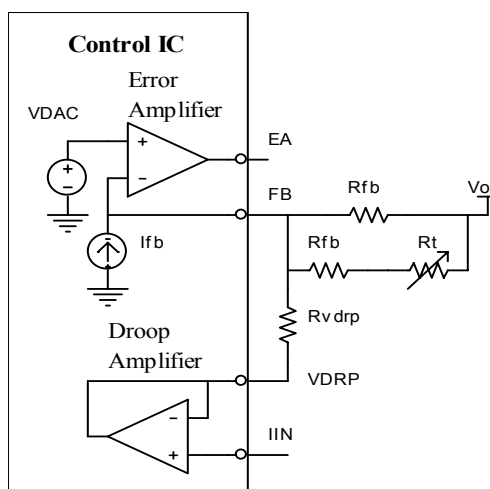 Control IC
Error
Amplifier
VDAC
+
−
+
−
EA
FB
Rfb
Vo
Ifb
-
+
Rfb
Rt
Rvdrp
Droop
Amplifier
VDRP
−
+
IIN